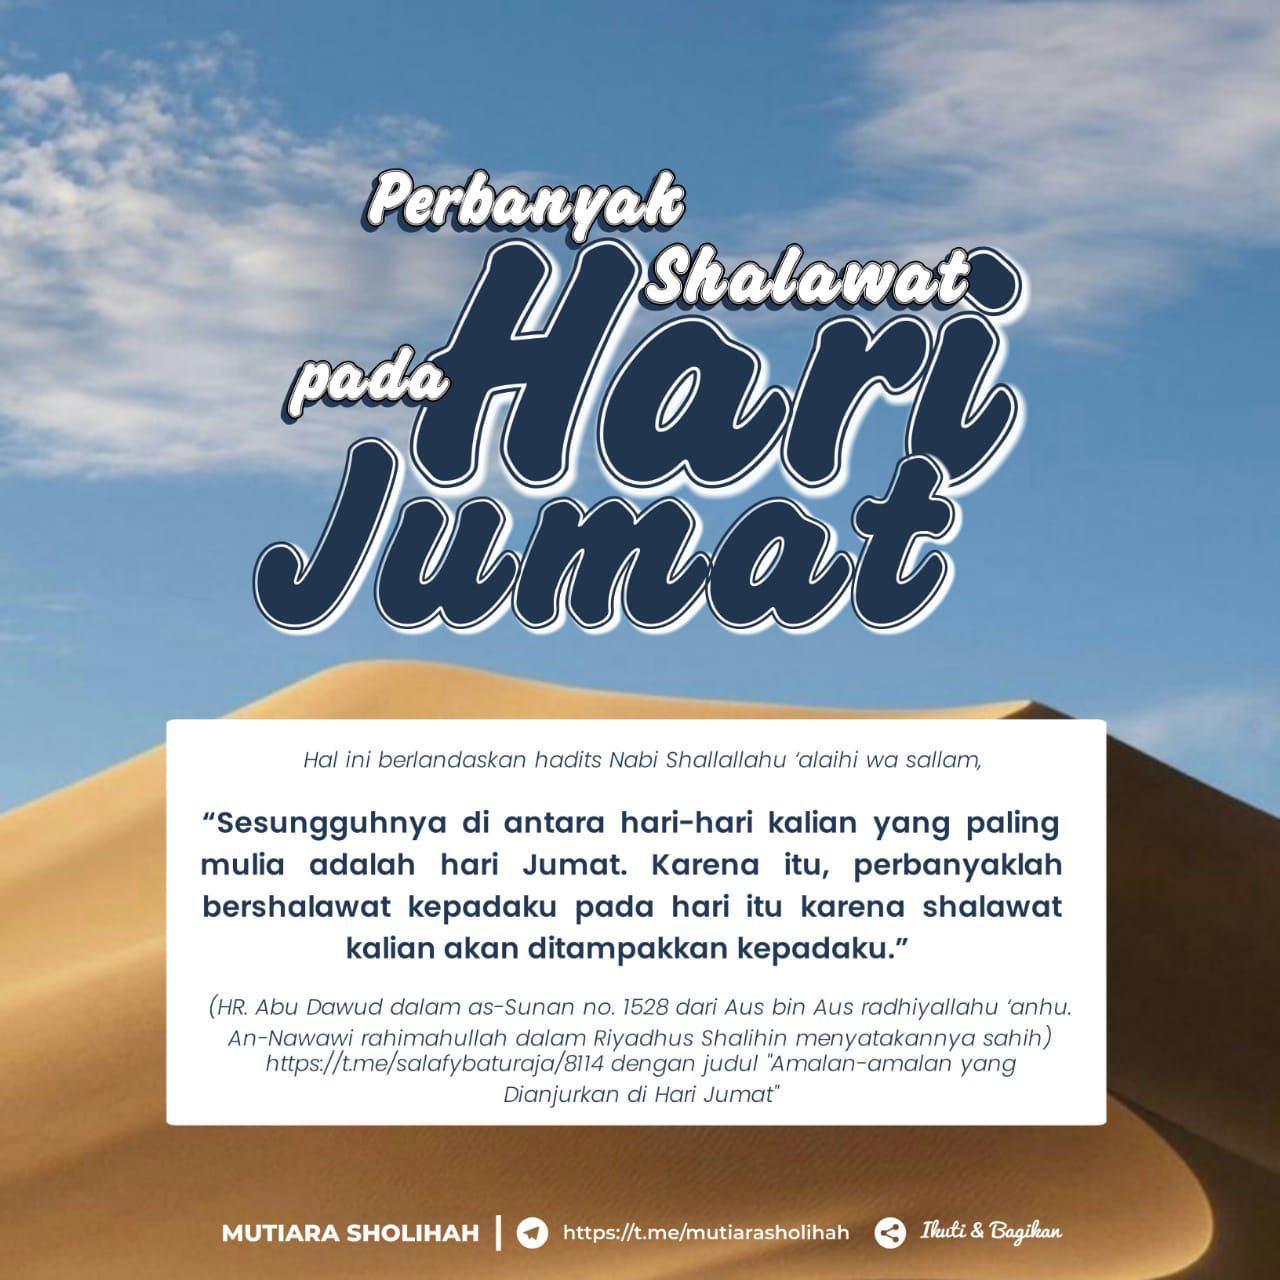 Perbanyak
Shalawat
pada Hari
Jumat
Hal ini berlandaskan hadits Nabi Shallallahu ‘alaihi wa sallam,
“Sesungguhnya di antara hari-hari kalian yang paling
mulia adalah hari Jumat. Karena itu, perbanyaklah
bershalawat kepadaku pada hari itu karena shalawat
kalian akan ditampakkan kepadaku.”
(HR. Abu Dawud dalam as-Sunan no. 1528 dari Aus bin Aus radhiyallahu ‘anhu.
An-Nawawi rahimahullah dalam Riyadhus Shalihin menyatakannya sahih)
https://t.me/salafybaturaja/8114 dengan judul "Amalan-amalan yang
Dianjurkan di Hari Jumat"
MUTIARA SHOLIHAH | https://t.me/mutiarasholihah Ikuti & Bagikan